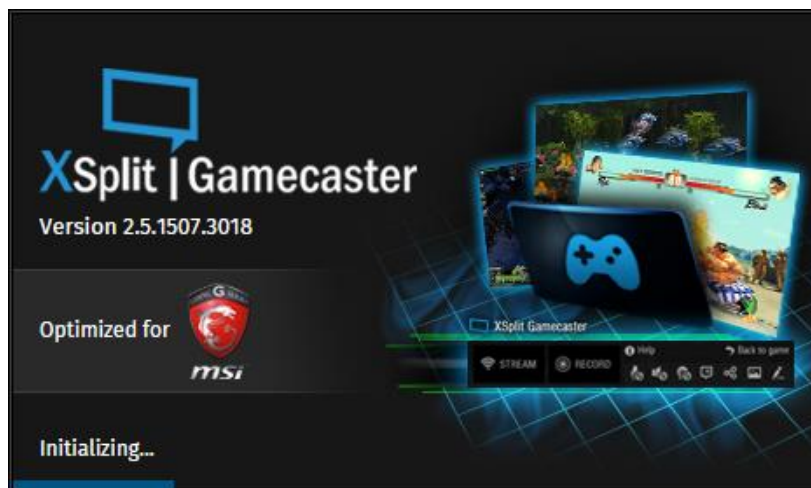 XSplit | Gamecaster
Version 2.5.1507.3018
G
Optimized for
msi
XSplit Gamecaster
STREAM
RECORD
Help
Back to game
Initializing...